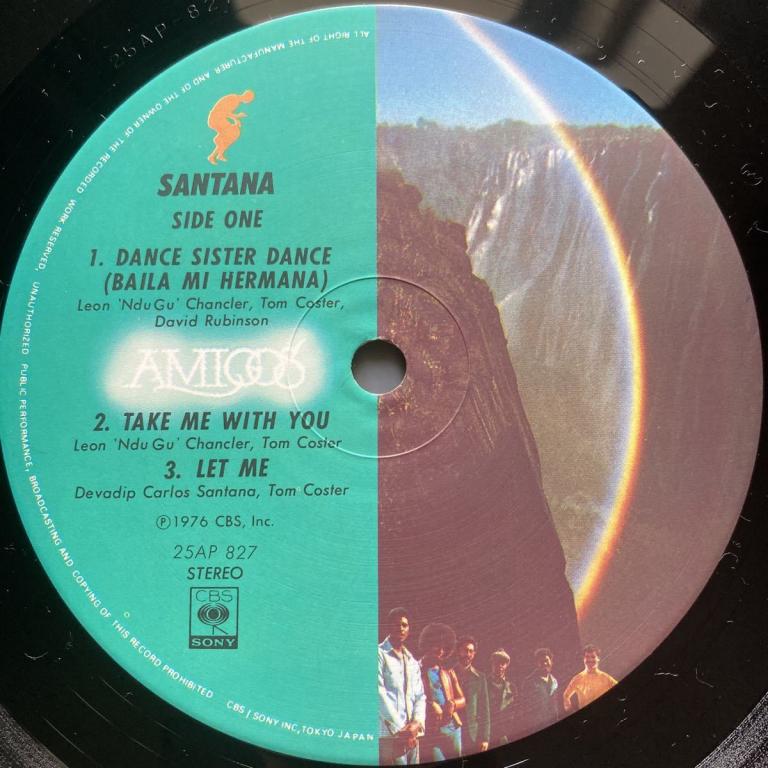 25AP-827
ALL RIGHT OF THE MANUFACTURER AND OF THE OWNER OF THE RECORDED WORK RESERVED. UNAUTHORIZED PUBLIC PERFORMANCE, BROADCASTING AND COPYING OF THIS RECORD PROHIBITED
SANTANA
SIDE ONE
1. DANCE SISTER DANCE
(BAILA MI HERMANA)
Leon 'NduGu' Chancler, Tom Coster,
David Rubinson
AMIGOS
2. TAKE ME WITH YOU
Leon 'NduGu' Chancler, Tom Coster
3. LET ME
Devadip Carlos Santana, Tom Coster
Ⓟ1976 CBS, Inc.
25AP 827
STEREO
CBS
SONY
CBS/SONY INC, TOKYO JAPAN